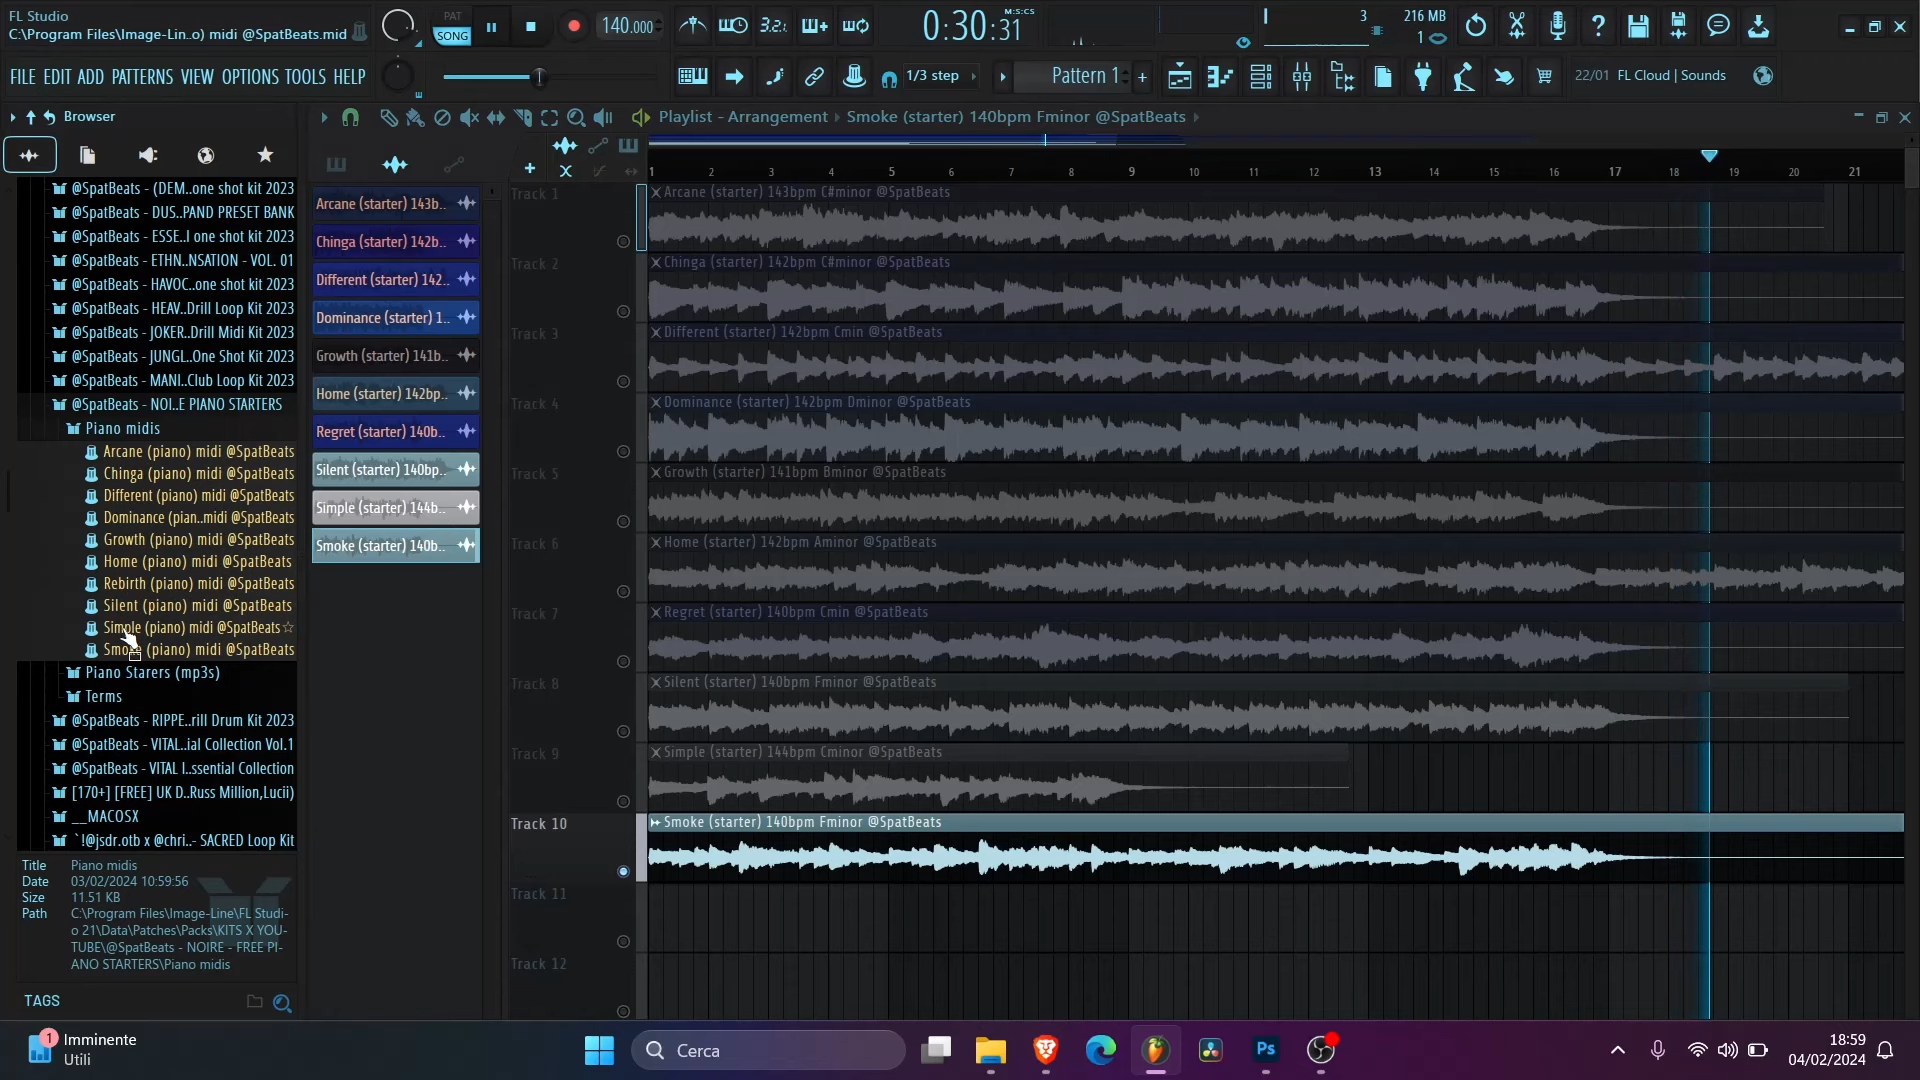 FL Studio
C:\Program Files\Image-Lin..o) midi @SpatBeats.mid
PAT
SONG
140.000
3.2.
0:30:31
M:S:CS
3
216 MB
1
FILE EDIT ADD PATTERNS VIEW OPTIONS TOOLS HELP
1/3 step
Pattern 1
22/01 FL Cloud | Sounds
Browser
Playlist - Arrangement
Smoke (starter) 140bpm Fminor @SpatBeats
1 2 3 4 5 6 7 8 9 10 11 12 13 14 15 16 17 18 19 20 21
@SpatBeats - (DEM..one shot kit 2023
@SpatBeats - DUS..PAND PRESET BANK
@SpatBeats - ESSE..l one shot kit 2023
@SpatBeats - ETHN..NSATION - VOL. 01
@SpatBeats - HAVOC..one shot kit 2023
@SpatBeats - HEAV..Drill Loop Kit 2023
@SpatBeats - JOKER..Drill Midi Kit 2023
@SpatBeats - JUNGL..One Shot Kit 2023
@SpatBeats - MANI..Club Loop Kit 2023
@SpatBeats - NOI..E PIANO STARTERS
Piano midis
Arcane (piano) midi @SpatBeats
Chinga (piano) midi @SpatBeats
Different (piano) midi @SpatBeats
Dominance (pian..midi @SpatBeats
Growth (piano) midi @SpatBeats
Home (piano) midi @SpatBeats
Rebirth (piano) midi @SpatBeats
Silent (piano) midi @SpatBeats
Simple (piano) midi @SpatBeats
Smoke (piano) midi @SpatBeats
Piano Starers (mp3s)
Terms
@SpatBeats - RIPPE..rill Drum Kit 2023
@SpatBeats - VITAL..ial Collection Vol.1
@SpatBeats - VITAL I..ssential Collection
[170+] [FREE] UK D..Russ Million,Lucii)
__MACOSX
`!@jsdr.otb x @chri..- SACRED Loop Kit
Title Piano midis
Date 03/02/2024 10:59:56
Size 11.51 KB
Path C:\Program Files\Image-Line\FL Studi-
o 21\Data\Patches\Packs\KITS X YOU-
TUBE\@SpatBeats - NOIRE - FREE PI-
ANO STARTERS\Piano midis
TAGS
Arcane (starter) 143b..
Chinga (starter) 142b..
Different (starter) 142..
Dominance (starter) 1..
Growth (starter) 141b..
Home (starter) 142bp..
Regret (starter) 140b..
Silent (starter) 140bp..
Simple (starter) 144b..
Smoke (starter) 140b..
Track 1
Arcane (starter) 143bpm C#minor @SpatBeats
Track 2
Chinga (starter) 142bpm C#minor @SpatBeats
Track 3
Different (starter) 142bpm Cmin @SpatBeats
Track 4
Dominance (starter) 142bpm Dminor @SpatBeats
Track 5
Growth (starter) 141bpm Bminor @SpatBeats
Track 6
Home (starter) 142bpm Aminor @SpatBeats
Track 7
Regret (starter) 140bpm Cmin @SpatBeats
Track 8
Silent (starter) 140bpm Fminor @SpatBeats
Track 9
Simple (starter) 144bpm Cminor @SpatBeats
Track 10
Smoke (starter) 140bpm Fminor @SpatBeats
Track 11
Track 12
1
Imminente
Utili
Cerca
Ps
18:59
04/02/2024